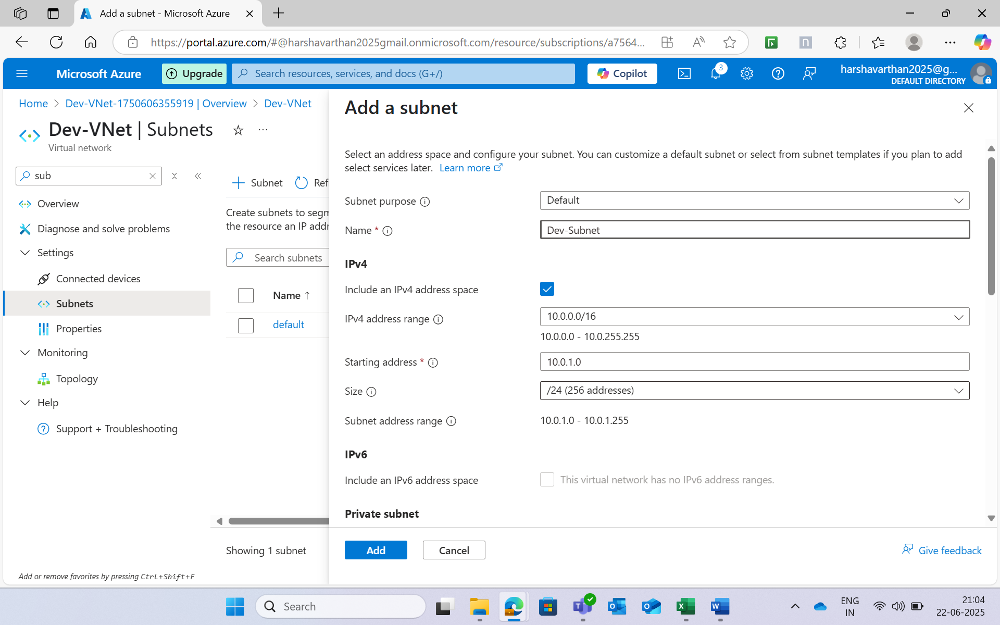 Add a subnet - Microsoft Azure
https://portal.azure.com/#@harshavarthan2025gmail.onmicrosoft.com/resource/subscriptions/a7564...
Microsoft Azure
Upgrade
Search resources, services, and docs (G+/)
Copilot
3
harshavarthan2025@g...
DEFAULT DIRECTORY
Home > Dev-VNet-1750606355919 | Overview > Dev-VNet
Dev-VNet | Subnets
Virtual network
sub
Overview
Diagnose and solve problems
Settings
Connected devices
Subnets
Properties
Monitoring
Topology
Help
Support + Troubleshooting
Add or remove favorites by pressing Ctrl+Shift+F
Subnet
Refr
Create subnets to segm
the resource an IP addr
Search subnets
Name ↑
default
Showing 1 subnet
Add a subnet
Select an address space and configure your subnet. You can customize a default subnet or select from subnet templates if you plan to add
select services later. Learn more
Subnet purpose
Default
Name *
Dev-Subnet
IPv4
Include an IPv4 address space
IPv4 address range
10.0.0.0/16
10.0.0.0 - 10.0.255.255
Starting address *
10.0.1.0
Size
/24 (256 addresses)
Subnet address range
10.0.1.0 - 10.0.1.255
IPv6
Include an IPv6 address space
This virtual network has no IPv6 address ranges.
Private subnet
Add
Cancel
Give feedback
Search
ENG
IN
21:04
22-06-2025